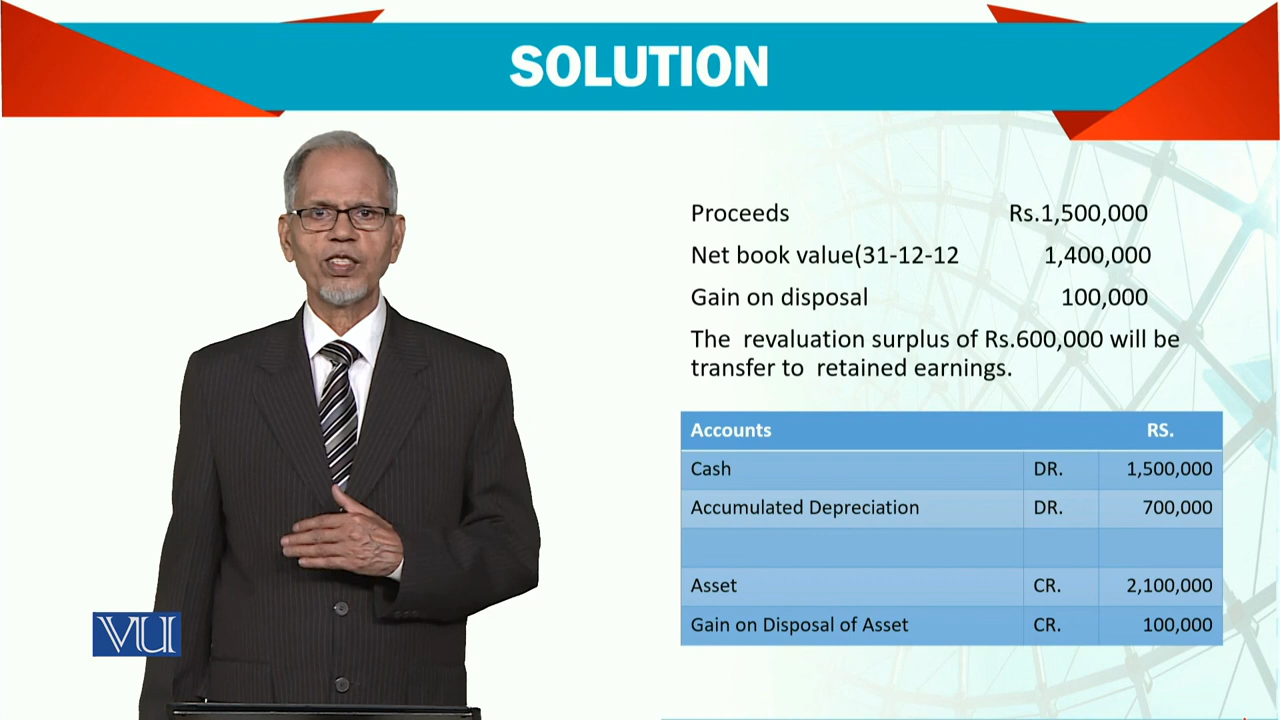 SOLUTION
Proceeds Rs.1,500,000
Net book value(31-12-12 1,400,000
Gain on disposal 100,000
The revaluation surplus of Rs.600,000 will be
transfer to retained earnings.
Accounts RS.
Cash DR. 1,500,000
Accumulated Depreciation DR. 700,000
Asset CR. 2,100,000
Gain on Disposal of Asset CR. 100,000
VU